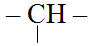 – CH –
|